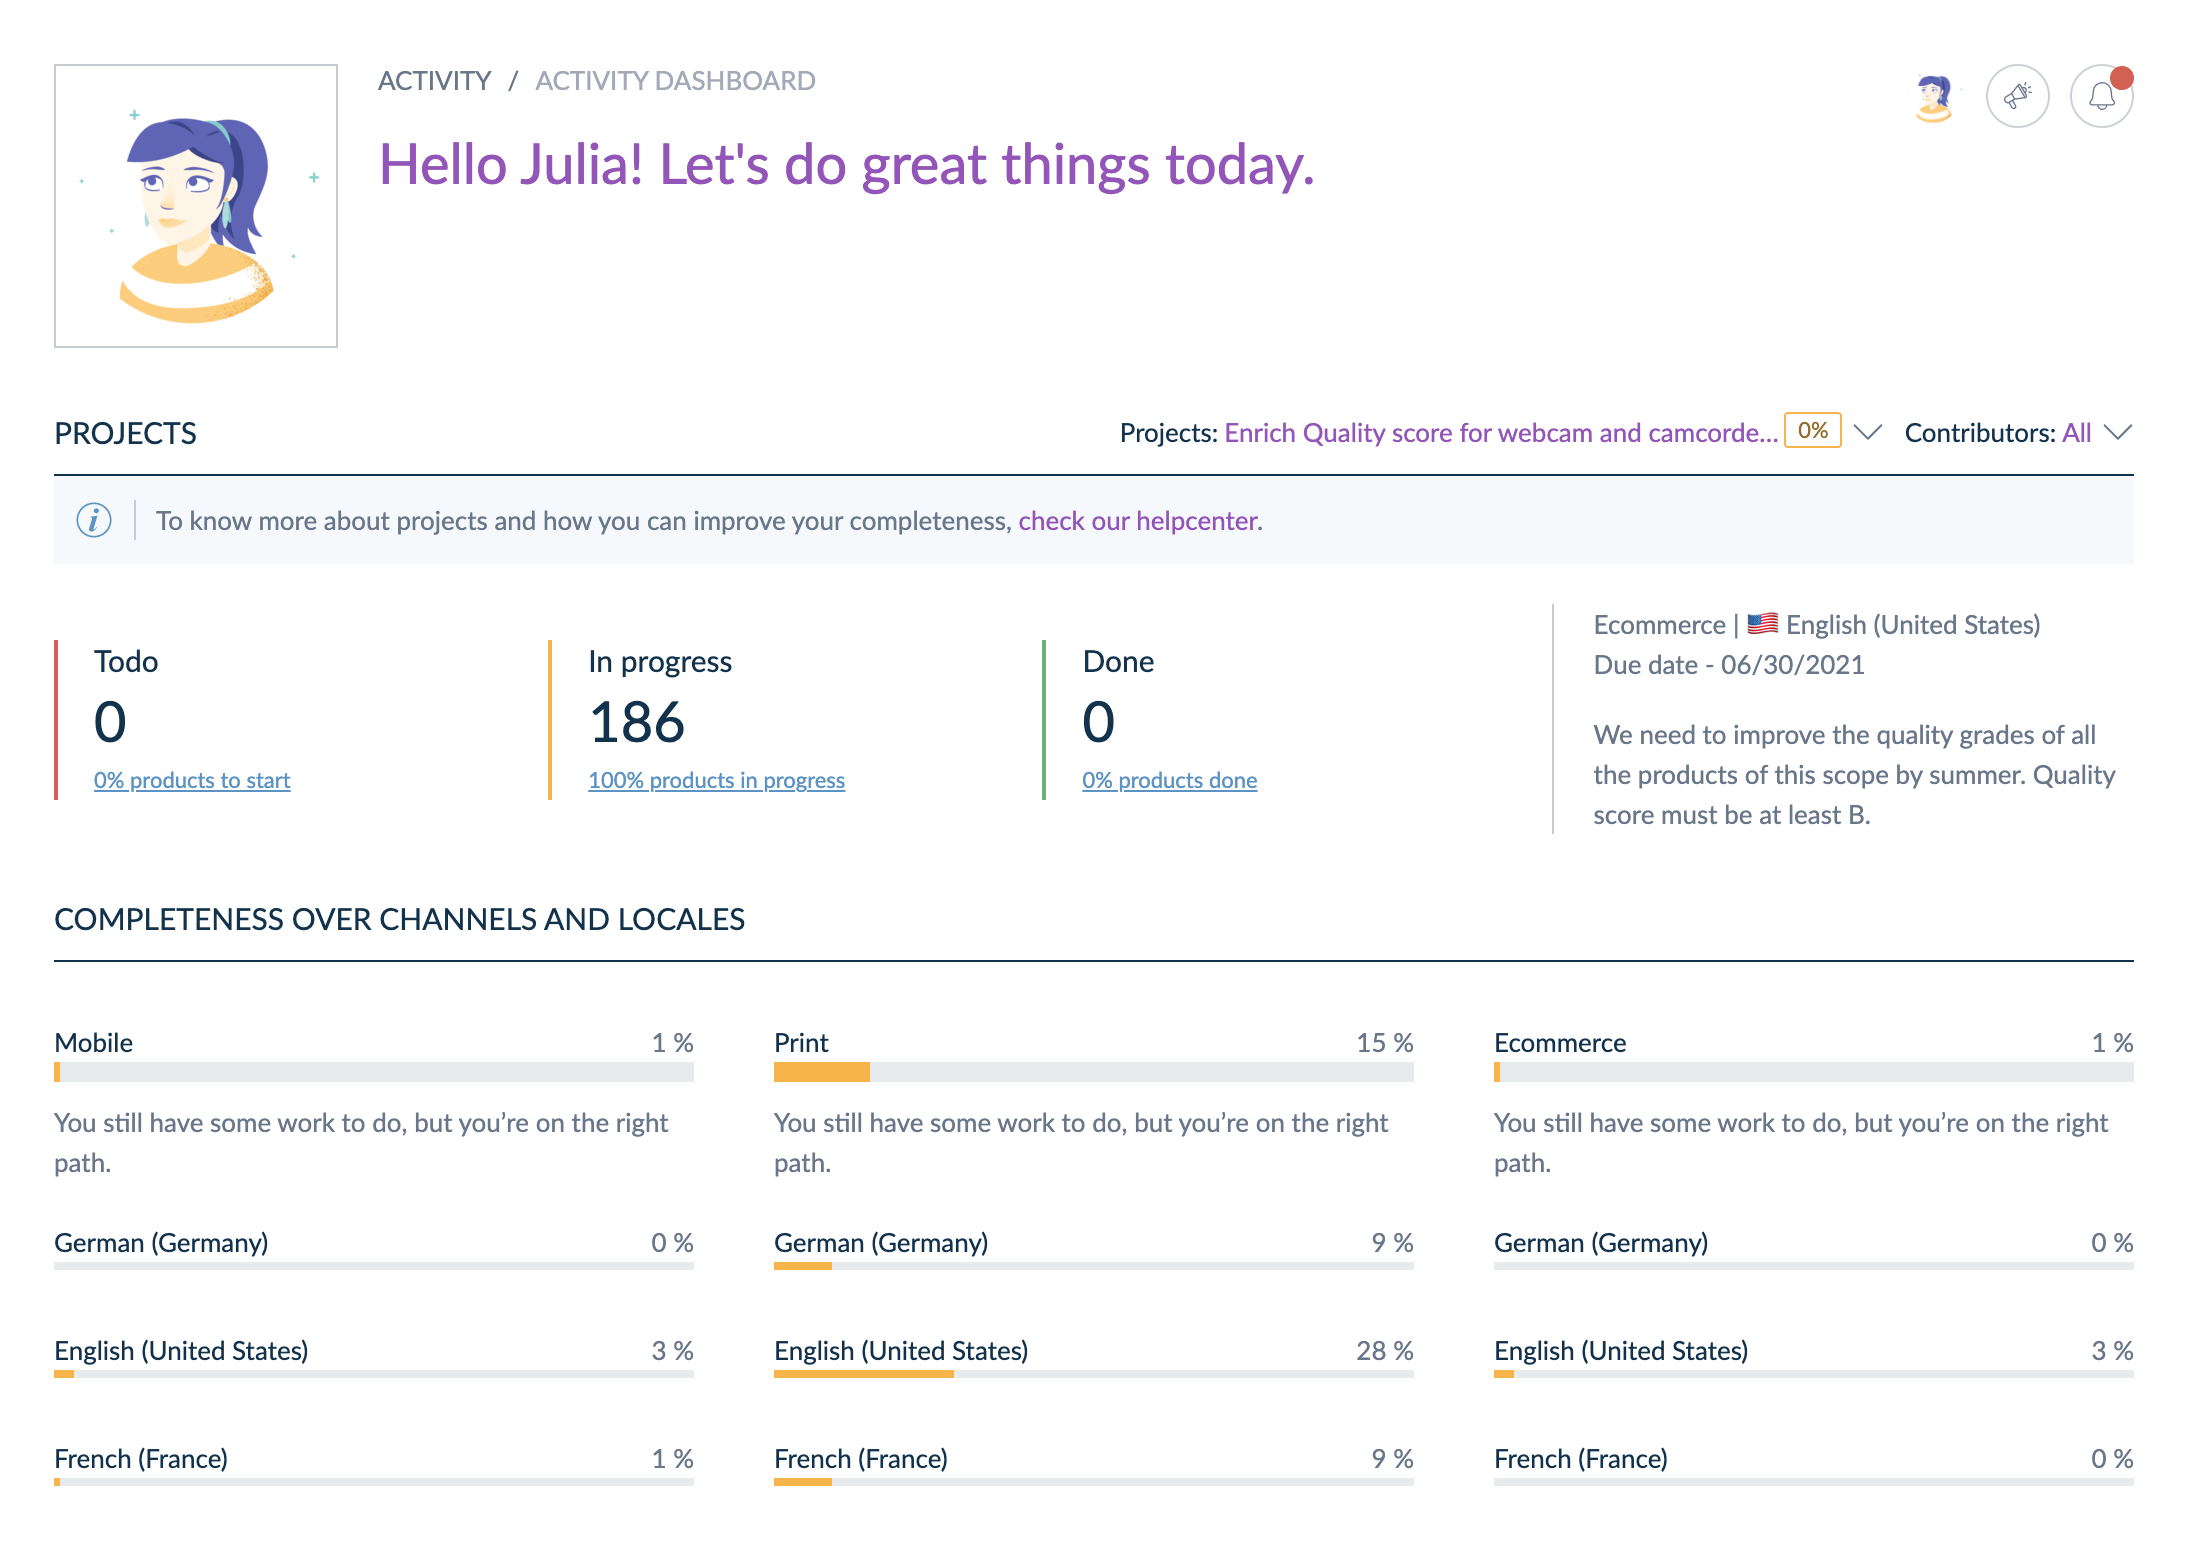 ACTIVITY / ACTIVITY DASHBOARD
Hello Julia! Let's do great things today.
PROJECTS
Projects: Enrich Quality score for webcam and camcorde... 0%
Contributors: All
i
To know more about projects and how you can improve your completeness, check our helpcenter.
Todo
0
0% products to start
In progress
186
100% products in progress
Done
0
0% products done
Ecommerce | 🇺🇸 English (United States)
Due date - 06/30/2021
We need to improve the quality grades of all
the products of this scope by summer. Quality
score must be at least B.
COMPLETENESS OVER CHANNELS AND LOCALES
Mobile 1 %
You still have some work to do, but you’re on the right
path.
German (Germany) 0 %
English (United States) 3 %
French (France) 1 %
Print 15 %
You still have some work to do, but you’re on the right
path.
German (Germany) 9 %
English (United States) 28 %
French (France) 9 %
Ecommerce 1 %
You still have some work to do, but you’re on the right
path.
German (Germany) 0 %
English (United States) 3 %
French (France) 0 %